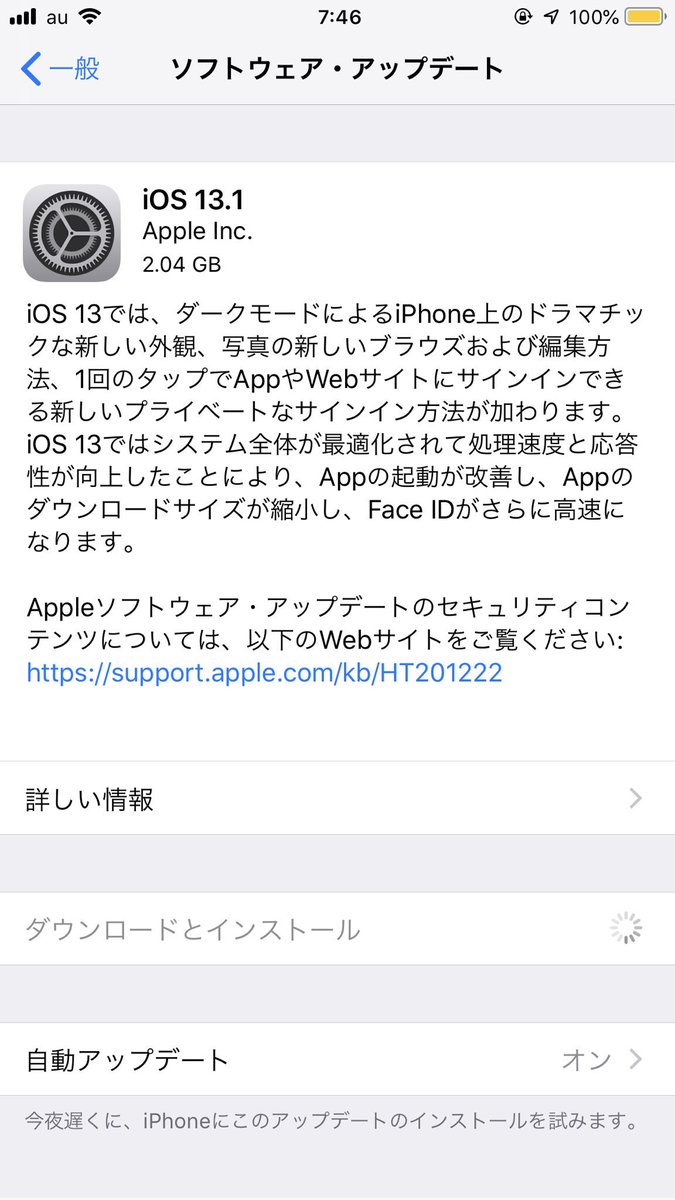 au 7:46 100%
一般 ソフトウェア・アップデート
iOS 13.1
Apple Inc.
2.04 GB
iOS 13では、ダークモードによるiPhone上のドラマチッ
クな新しい外観、写真の新しいブラウズおよび編集方
法、1回のタップでAppやWebサイトにサインインでき
る新しいプライベートなサインイン方法が加わります。
iOS 13ではシステム全体が最適化されて処理速度と応答
性が向上したことにより、Appの起動が改善し、Appの
ダウンロードサイズが縮小し、Face IDがさらに高速に
なります。
Appleソフトウェア・アップデートのセキュリティコン
テンツについては、以下のWebサイトをご覧ください:
https://support.apple.com/kb/HT201222
詳しい情報
ダウンロードとインストール
自動アップデート オン
今夜遅くに、iPhoneにこのアップデートのインストールを試みます。